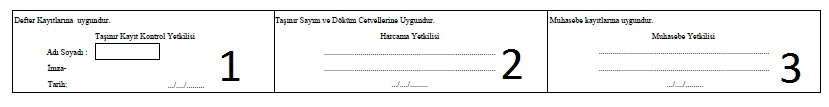 Defter Kayıtlarına uygundur.
Taşınır Kayıt Kontrol Yetkilisi
Adı Soyadı :
İmza-
Tarih: .../..../.........
1
Taşınır Sayım ve Döküm Cetvellerine Uygundur.
Harcama Yetkilisi
.../..../.........
2
Muhasebe kayıtlarına uygundur.
Muhasebe Yetkilisi
.../..../.........
3